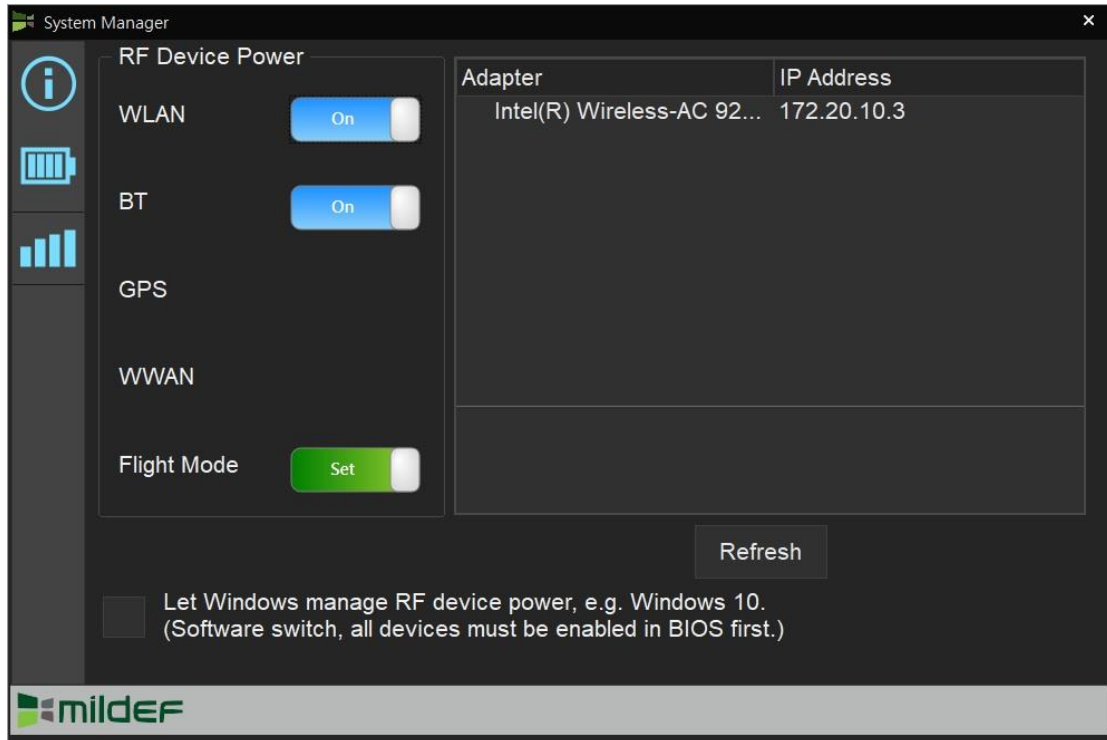 System Manager
RF Device Power
WLAN On
BT On
GPS
WWAN
Flight Mode Set
Adapter IP Address
Intel(R) Wireless-AC 92... 172.20.10.3
Refresh
Let Windows manage RF device power, e.g. Windows 10.
(Software switch, all devices must be enabled in BIOS first.)
mildef